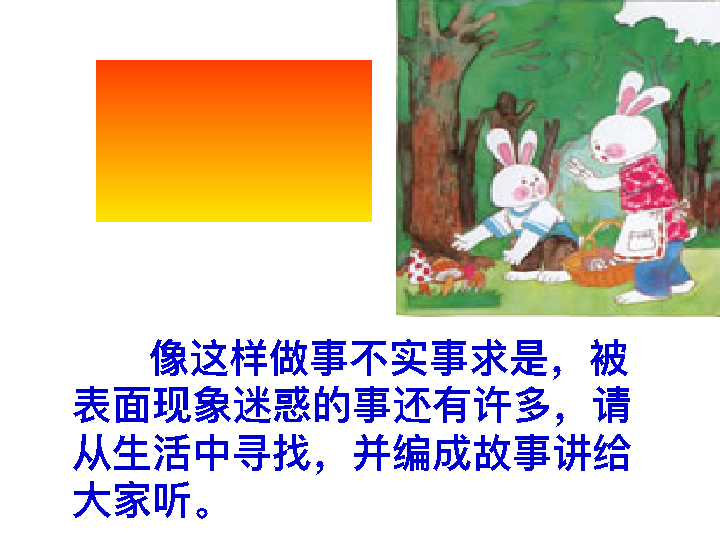 像这样做事不实事求是，被
表面现象迷惑的事还有许多，请
从生活中寻找，并编成故事讲给
大家听。